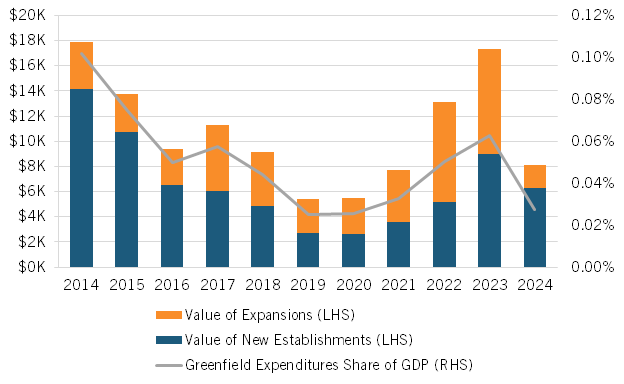 $20K
$18K
$16K
$14K
$12K
$10K
$8K
$6K
$4K
$2K
$0K
0.12%
0.10%
0.08%
0.06%
0.04%
0.02%
0.00%
2014 2015 2016 2017 2018 2019 2020 2021 2022 2023 2024
Value of Expansions (LHS)
Value of New Establishments (LHS)
Greenfield Expenditures Share of GDP (RHS)